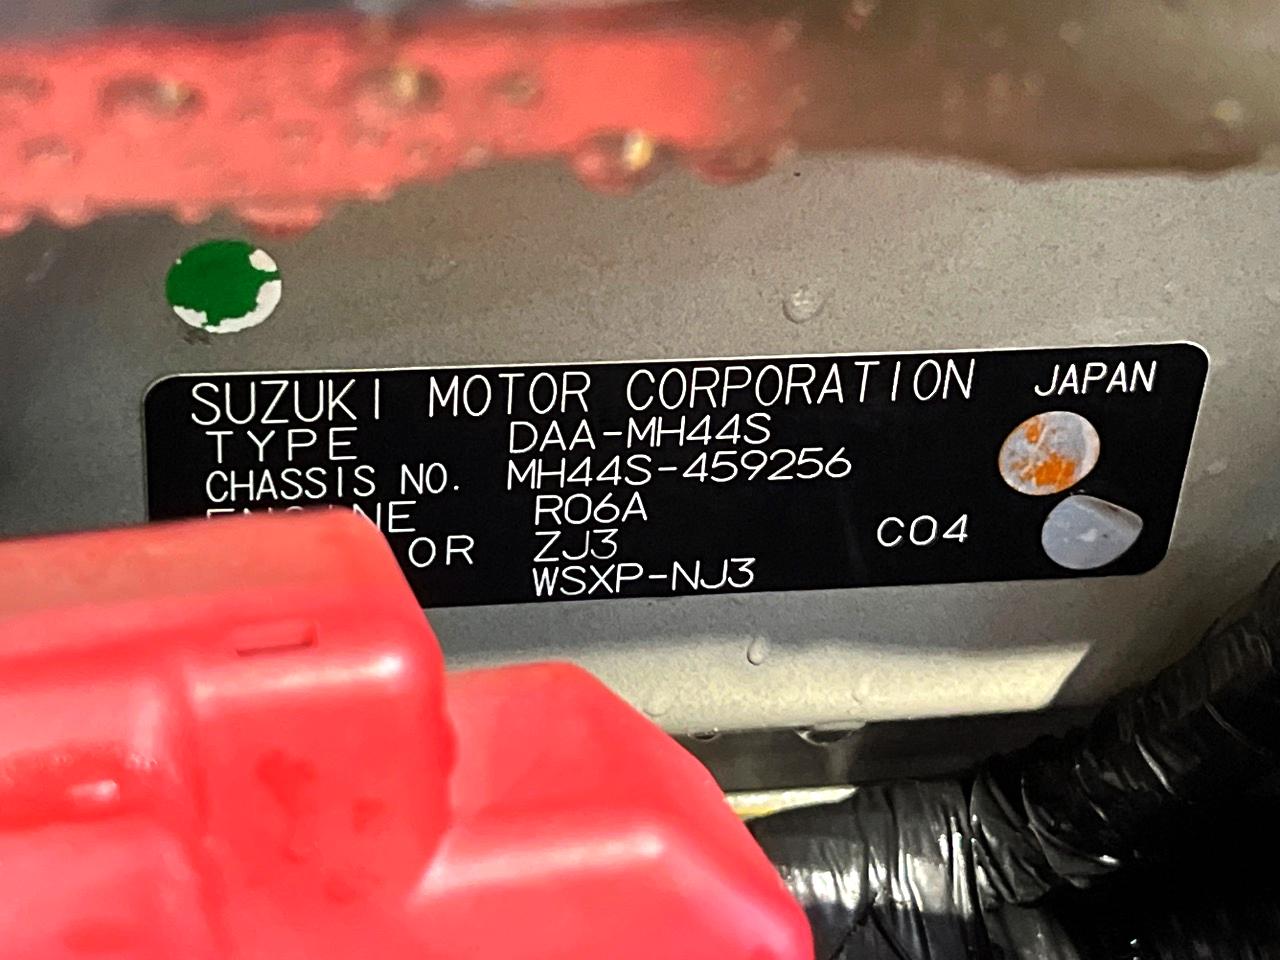 SUZUKI MOTOR CORPORATION JAPAN
TYPE DAA-MH44S
CHASSIS NO. MH44S-459256
R06A
ZJ3 C04
WSXP-NJ3